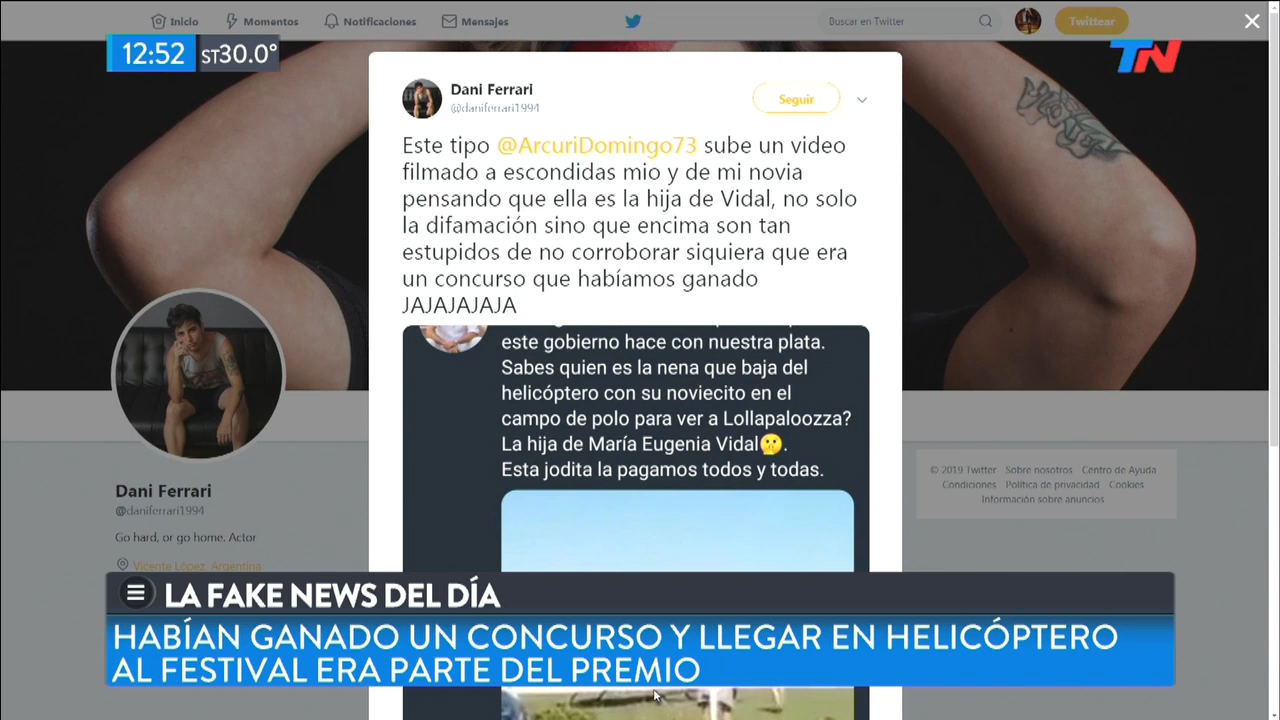 Inicio
Momentos
Notificaciones
Mensajes
Buscar en Twitter
Twittear
12:52
ST30.0°
TN
Dani Ferrari
@daniferrari1994
Seguir
Este tipo @ArcuriDomingo73 sube un video
filmado a escondidas mio y de mi novia
pensando que ella es la hija de Vidal, no solo
la difamación sino que encima son tan
estupidos de no corroborar siquiera que era
un concurso que habíamos ganado
JAJAJAJAJA
este gobierno hace con nuestra plata.
Sabes quien es la nena que baja del
helicóptero con su noviecito en el
campo de polo para ver a Lollapaloozza?
La hija de María Eugenia Vidal🤫.
Esta jodita la pagamos todos y todas.
Dani Ferrari
@daniferrari1994
Go hard, or go home. Actor
Vicente López, Argentina
© 2019 Twitter Sobre nosotros Centro de Ayuda
Condiciones Política de privacidad Cookies
Información sobre anuncios
LA FAKE NEWS DEL DÍA
HABÍAN GANADO UN CONCURSO Y LLEGAR EN HELICÓPTERO
AL FESTIVAL ERA PARTE DEL PREMIO